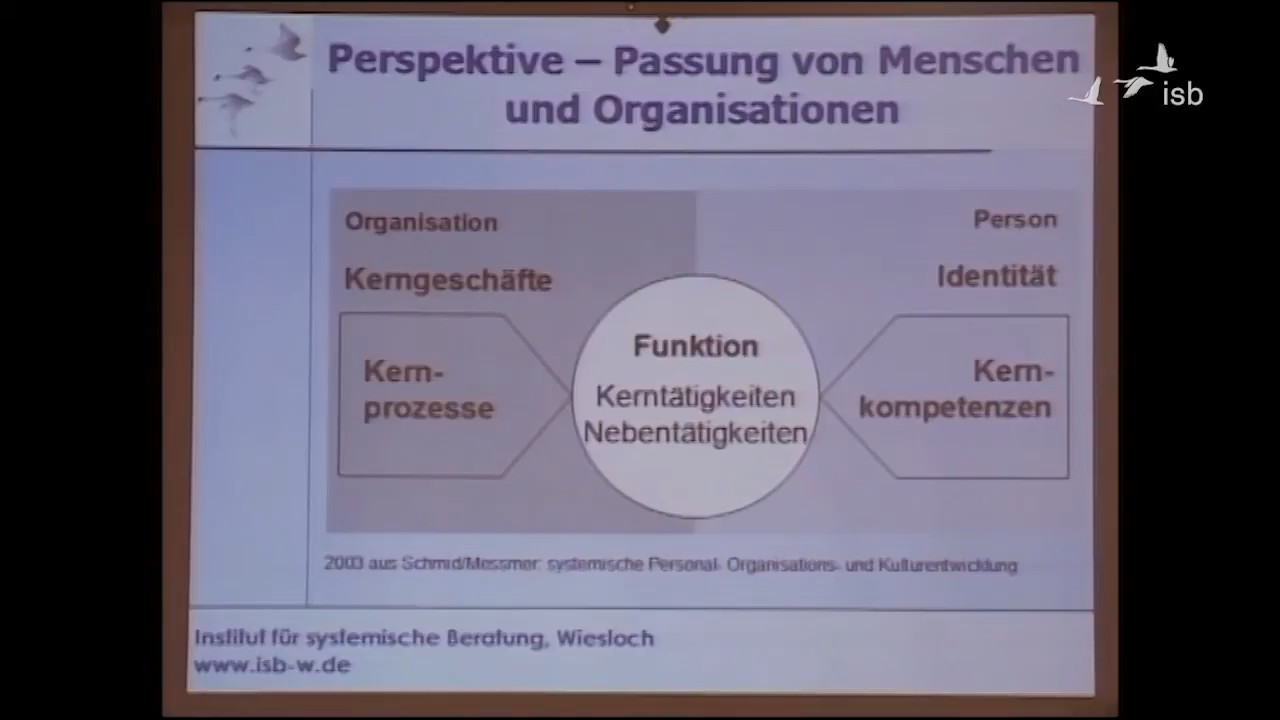 Perspektive – Passung von Menschen
und Organisationen
isb
Organisation
Person
Kerngeschäfte
Identität
Kern-
prozesse
Funktion
Kerntätigkeiten
Nebentätigkeiten
Kern-
kompetenzen
2003 aus Schmid/Messmer: systemische Personal- Organisations- und Kulturentwicklung
Institut für systemische Beratung, Wiesloch
www.isb-w.de